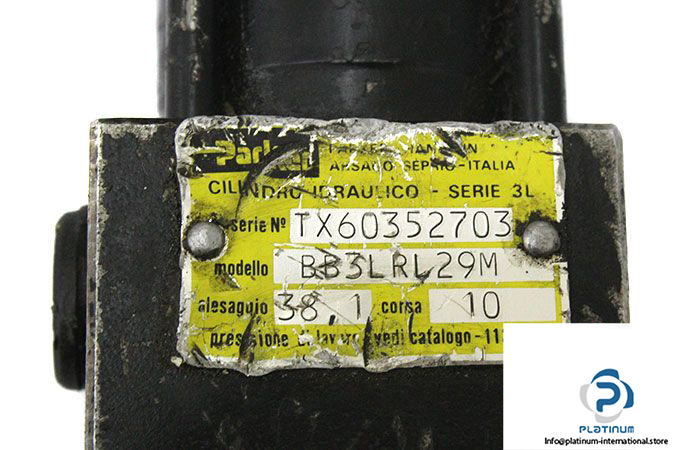 Parker
ARSAGO SEPRIO-ITALIA
CILINDRO IDRAULICO - SERIE 3L
serie Nº TX60352703
modello BB3LRL29M
alesaggio 38,1 corsa 10
pressione di lavoro vedi catalogo -11
PLATINUM
Info@platinum-international.store